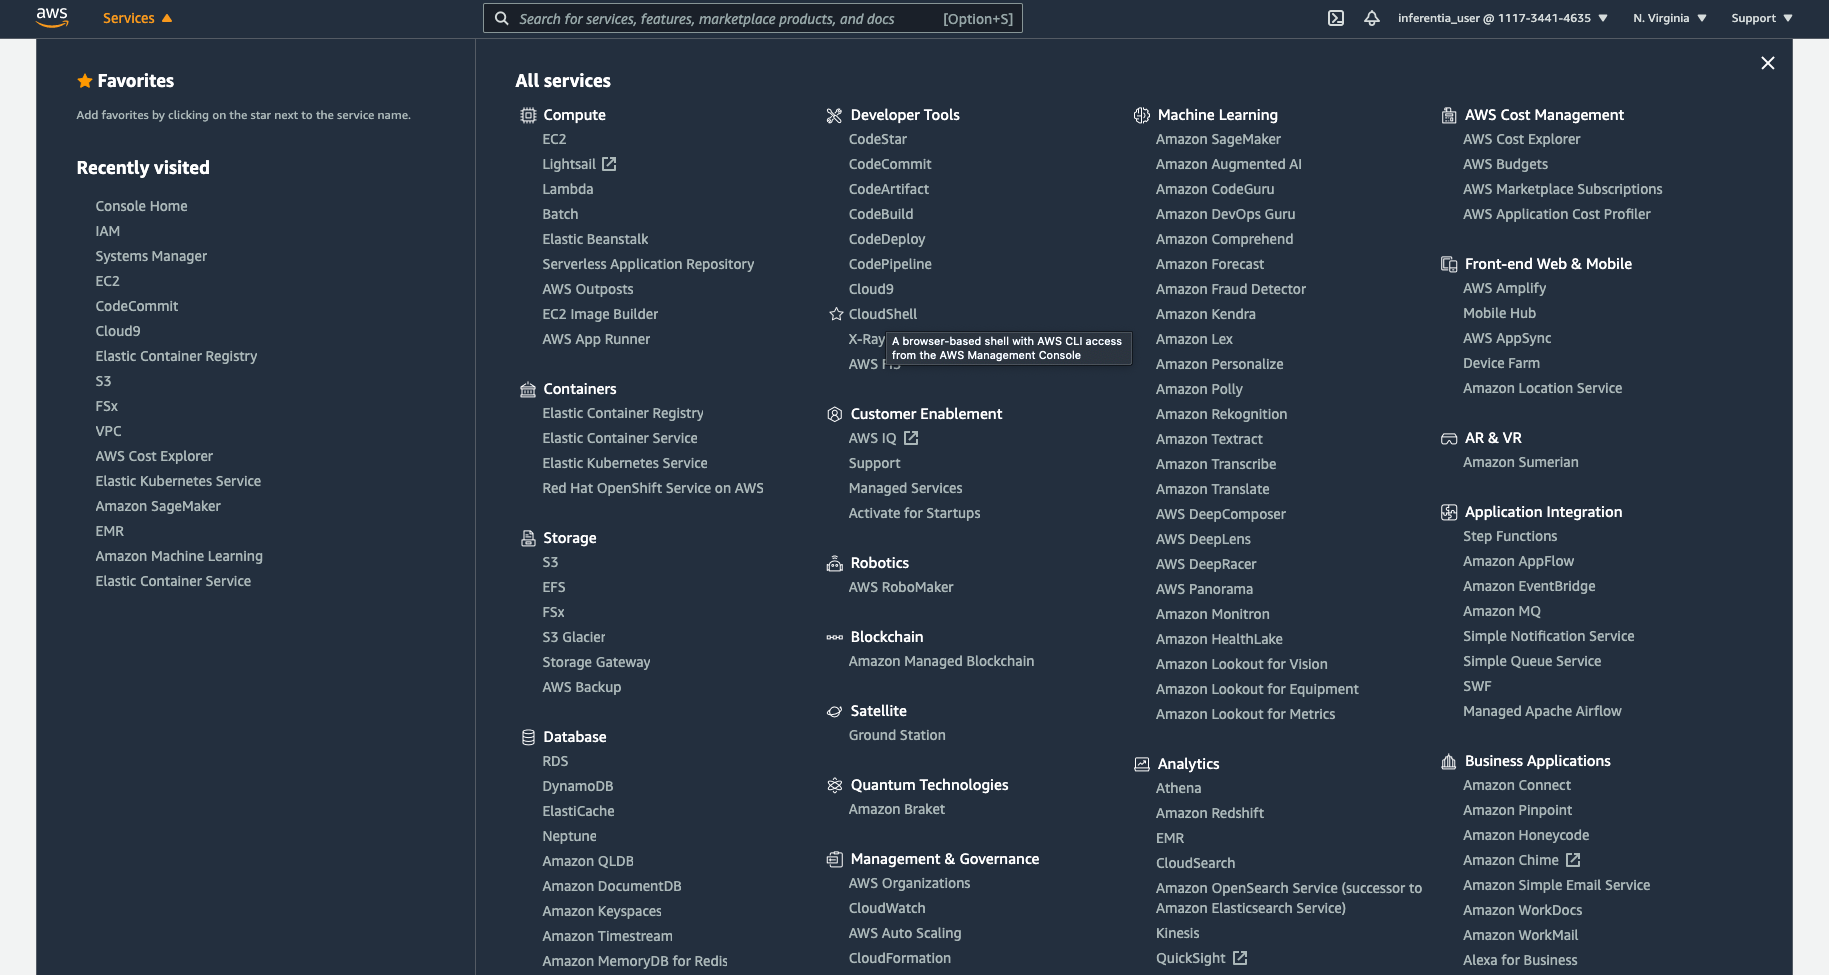 aws
Services
Search for services, features, marketplace products, and docs
[Option+S]
inferentia_user @ 1117-3441-4635
N. Virginia
Support
Favorites
Add favorites by clicking on the star next to the service name.
Recently visited
Console Home
IAM
Systems Manager
EC2
CodeCommit
Cloud9
Elastic Container Registry
S3
FSx
VPC
AWS Cost Explorer
Elastic Kubernetes Service
Amazon SageMaker
EMR
Amazon Machine Learning
Elastic Container Service
All services
Compute
EC2
Lightsail
Lambda
Batch
Elastic Beanstalk
Serverless Application Repository
AWS Outposts
EC2 Image Builder
AWS App Runner
Containers
Elastic Container Registry
Elastic Container Service
Elastic Kubernetes Service
Red Hat OpenShift Service on AWS
Storage
S3
EFS
FSx
S3 Glacier
Storage Gateway
AWS Backup
Database
RDS
DynamoDB
ElastiCache
Neptune
Amazon QLDB
Amazon DocumentDB
Amazon Keyspaces
Amazon Timestream
Amazon MemoryDB for Redis
Developer Tools
CodeStar
CodeCommit
CodeArtifact
CodeBuild
CodeDeploy
CodePipeline
Cloud9
CloudShell
X-Ray
A browser-based shell with AWS CLI access
from the AWS Management Console
AWS FIS
Customer Enablement
AWS IQ
Support
Managed Services
Activate for Startups
Robotics
AWS RoboMaker
Blockchain
Amazon Managed Blockchain
Satellite
Ground Station
Quantum Technologies
Amazon Braket
Management & Governance
AWS Organizations
CloudWatch
AWS Auto Scaling
CloudFormation
Machine Learning
Amazon SageMaker
Amazon Augmented AI
Amazon CodeGuru
Amazon DevOps Guru
Amazon Comprehend
Amazon Forecast
Amazon Fraud Detector
Amazon Kendra
Amazon Lex
Amazon Personalize
Amazon Polly
Amazon Rekognition
Amazon Textract
Amazon Transcribe
Amazon Translate
AWS DeepComposer
AWS DeepLens
AWS DeepRacer
AWS Panorama
Amazon Monitron
Amazon HealthLake
Amazon Lookout for Vision
Amazon Lookout for Equipment
Amazon Lookout for Metrics
Analytics
Athena
Amazon Redshift
EMR
CloudSearch
Amazon OpenSearch Service (successor to
Amazon Elasticsearch Service)
Kinesis
QuickSight
AWS Cost Management
AWS Cost Explorer
AWS Budgets
AWS Marketplace Subscriptions
AWS Application Cost Profiler
Front-end Web & Mobile
AWS Amplify
Mobile Hub
AWS AppSync
Device Farm
Amazon Location Service
AR & VR
Amazon Sumerian
Application Integration
Step Functions
Amazon AppFlow
Amazon EventBridge
Amazon MQ
Simple Notification Service
Simple Queue Service
SWF
Managed Apache Airflow
Business Applications
Amazon Connect
Amazon Pinpoint
Amazon Honeycode
Amazon Chime
Amazon Simple Email Service
Amazon WorkDocs
Amazon WorkMail
Alexa for Business